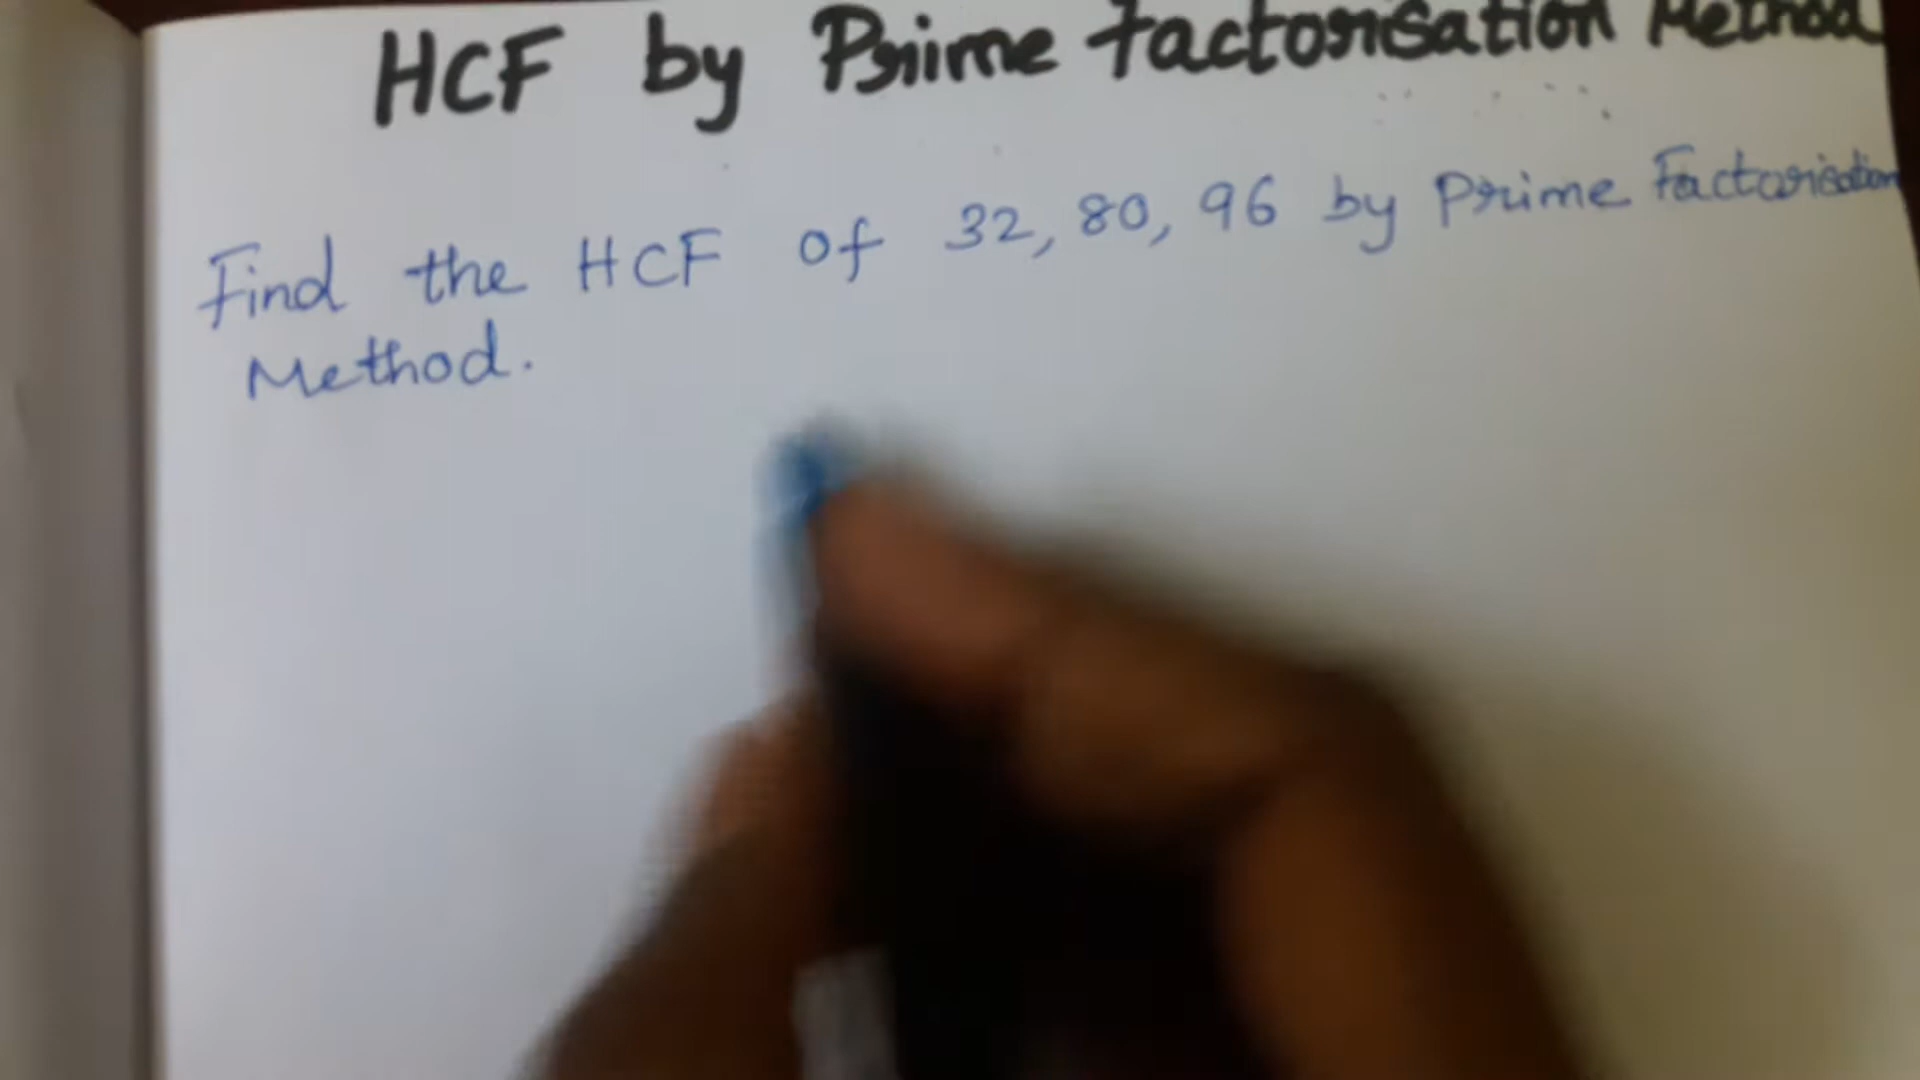 HCF by Prime Factorisation Method
Find the HCF of 32, 80, 96 by Prime Factorisation
Method.